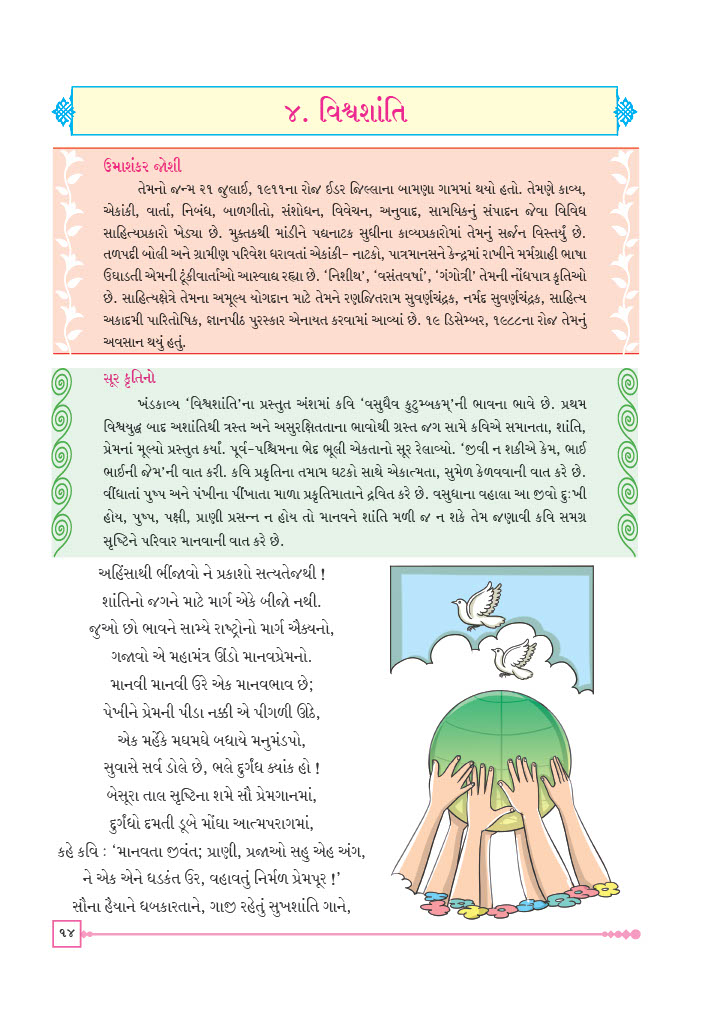 ૪. વિશ્વશાંતિ
ઉમાશંકર જોશી
તેમનો જન્મ ૨૧ જુલાઈ, ૧૯૧૧ના રોજ ઈડર જિલ્લાના બામણા ગામમાં થયો હતો. તેમણે કાવ્ય,
એકાંકી, વાર્તા, નિબંધ, બાળગીતો, સંશોધન, વિવેચન, અનુવાદ, સામયિકનું સંપાદન જેવા વિવિધ
સાહિત્યપ્રકારો ખેડ્યા છે. મુક્તકથી માંડીને પદ્યનાટક સુધીના કાવ્યપ્રકારોમાં તેમનું સર્જન વિસ્તર્યું છે.
તળપદી બોલી અને ગ્રામીણ પરિવેશ ધરાવતાં એકાંકી- નાટકો, પાત્રમાનસને કેન્દ્રમાં રાખીને મર્મગ્રાહી ભાષા
ઉઘાડતી એમની ટૂંકીવાર્તાઓ આસ્વાદ્ય રહ્યા છે. ‘નિશીથ’, ‘વસંતવર્ષા’, ‘ગંગોત્રી’ તેમની નોંધપાત્ર કૃતિઓ
છે. સાહિત્યક્ષેત્રે તેમના અમૂલ્ય યોગદાન માટે તેમને રણજિતરામ સુવર્ણચંદ્રક, નર્મદ સુવર્ણચંદ્રક, સાહિત્ય
અકાદમી પારિતોષિક, જ્ઞાનપીઠ પુરસ્કાર એનાયત કરવામાં આવ્યાં છે. ૧૯ ડિસેમ્બર, ૧૯૮૮ના રોજ તેમનું
અવસાન થયું હતું.
સૂર કૃતિનો
ખંડકાવ્ય ‘વિશ્વશાંતિ’ના પ્રસ્તુત અંશમાં કવિ ‘વસુધૈવ કુટુમ્બકમ્’ની ભાવના ભાવે છે. પ્રથમ
વિશ્વયુદ્ધ બાદ અશાંતિથી ત્રસ્ત અને અસુરક્ષિતતાના ભાવોથી ગ્રસ્ત જગ સામે કવિએ સમાનતા, શાંતિ,
પ્રેમનાં મૂલ્યો પ્રસ્તુત કર્યાં. પૂર્વ-પશ્ચિમના ભેદ ભૂલી એકતાનો સૂર રેલાવ્યો. ‘જીવી ન શકીએ કેમ, ભાઈ
ભાઈની જેમ’ની વાત કરી. કવિ પ્રકૃતિના તમામ ઘટકો સાથે એકાત્મતા, સુમેળ કેળવવાની વાત કરે છે.
વીંધાતાં પુષ્પ અને પંખીના પીંખાતા માળા પ્રકૃતિમાતાને દ્રવિત કરે છે. વસુધાના વહાલા આ જીવો દુઃખી
હોય, પુષ્પ, પક્ષી, પ્રાણી પ્રસન્ન ન હોય તો માનવને શાંતિ મળી જ ન શકે તેમ જણાવી કવિ સમગ્ર
સૃષ્ટિને પરિવાર માનવાની વાત કરે છે.
અહિંસાથી ભીંજાવો ને પ્રકાશો સત્યતેજથી !
શાંતિનો જગને માટે માર્ગ એકે બીજો નથી.
જુઓ છો ભાવને સામ્યે રાષ્ટ્રોનો માર્ગ ઐક્યનો,
ગજાવો એ મહામંત્ર ઊંડો માનવપ્રેમનો.
માનવી માનવી ઉરે એક માનવભાવ છે;
પેખીને પ્રેમની પીડા નક્કી એ પીગળી ઊઠે,
એક મહેંકે મઘમઘે બધાયે મનુમંડપો,
સુવાસે સર્વ ડોલે છે, ભલે દુર્ગંધ ક્યાંક હો !
બેસૂરા તાલ સૃષ્ટિના શમે સૌ પ્રેમગાનમાં,
દુર્ગંધો દમતી ડૂબે મોંઘા આત્મપરાગમાં,
કહે કવિ : ‘માનવતા જીવંત; પ્રાણી, પ્રજાઓ સહુ એહ અંગ,
ને એક એને ધડકંત ઉર, વહાવતું નિર્મળ પ્રેમપૂર !’
સૌના હૈયાને ધબકારતાને, ગાજી રહેતું સુખશાંતિ ગાને,
૧૪